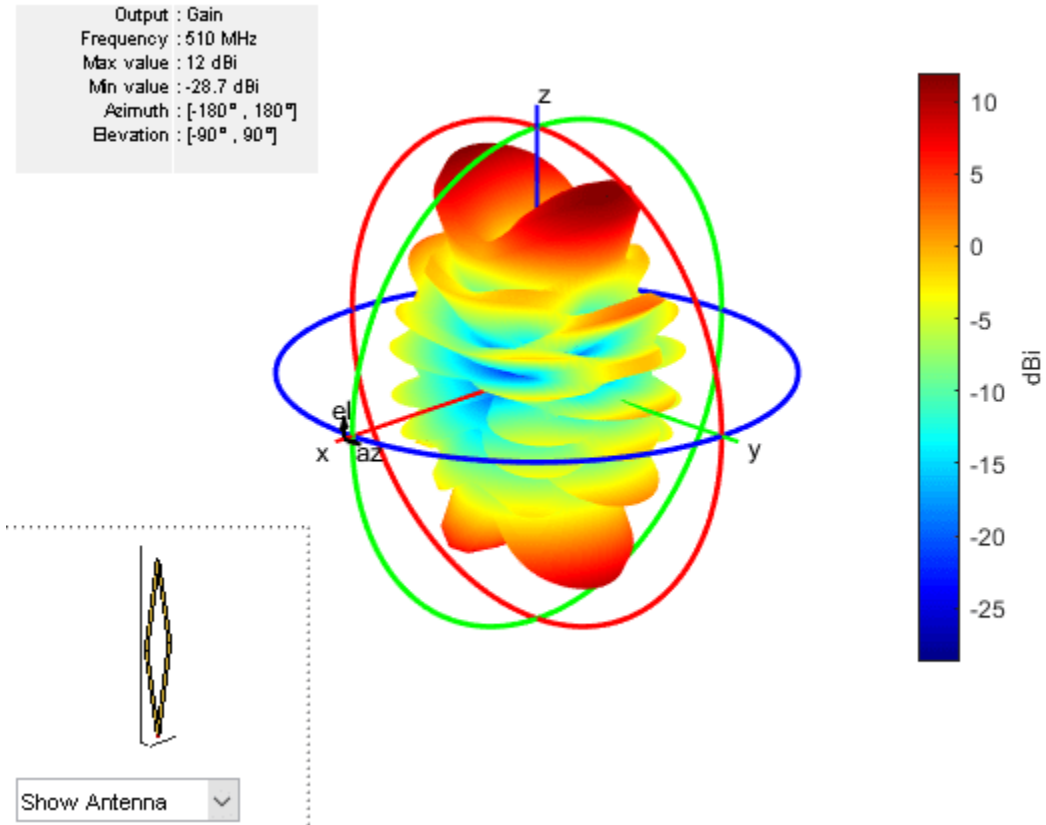 Output : Gain
Frequency : 510 MHz
Max value : 12 dBi
Min value : -28.7 dBi
Azimuth : [-180° , 180°]
Elevation : [-90° , 90°]
z
el
x
az
y
10
5
0
-5
-10
-15
-20
-25
dBi
Show Antenna